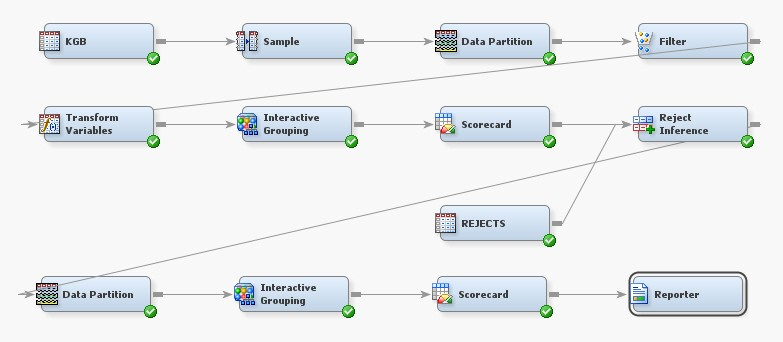 KGB
Sample
Data Partition
Filter
Transform
Variables
Interactive
Grouping
Scorecard
Reject
Inference
REJECTS
Data Partition
Interactive
Grouping
Scorecard
Reporter